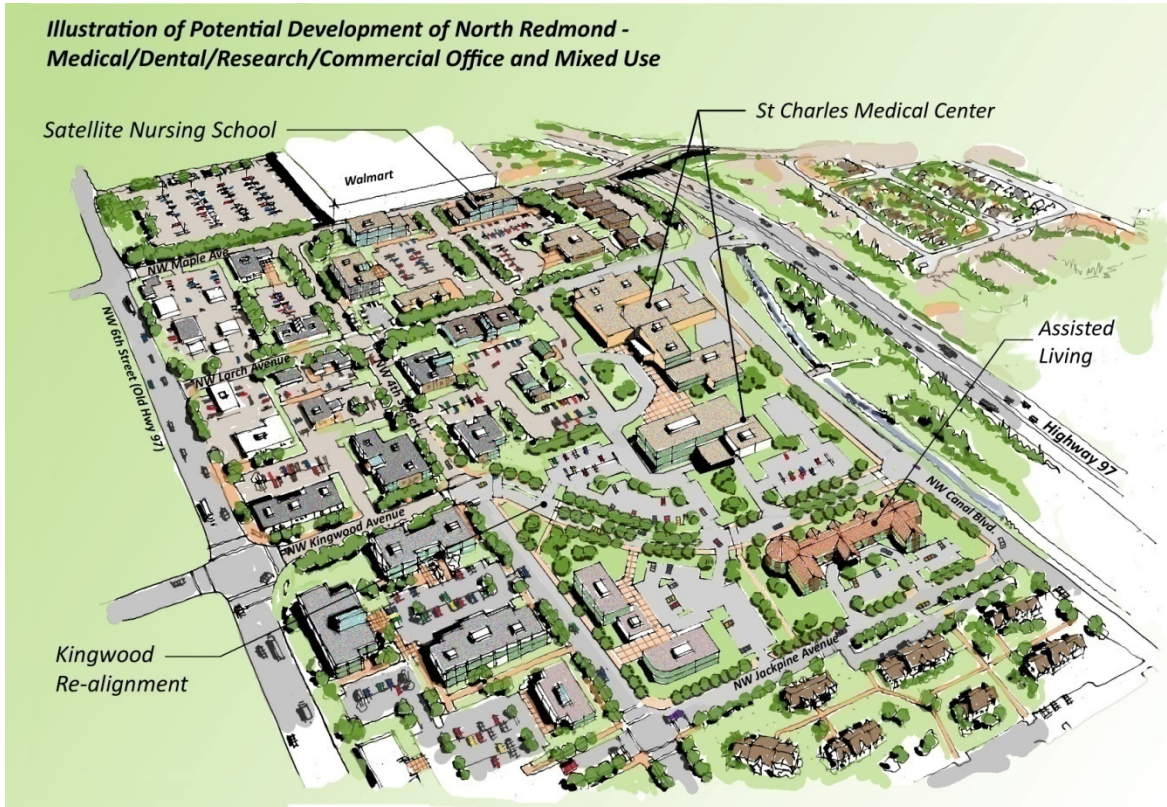 Illustration of Potential Development of North Redmond -
Medical/Dental/Research/Commercial Office and Mixed Use
Satellite Nursing School
St Charles Medical Center
Walmart
NW Maple Ave
NW 6th Street (Old Hwy 97)
NW Larch Avenue
NW 4th Street
Assisted
Living
Highway 97
NW Canal Blvd.
NW Kingwood Avenue
Kingwood
Re-alignment
NW Jackpine Avenue